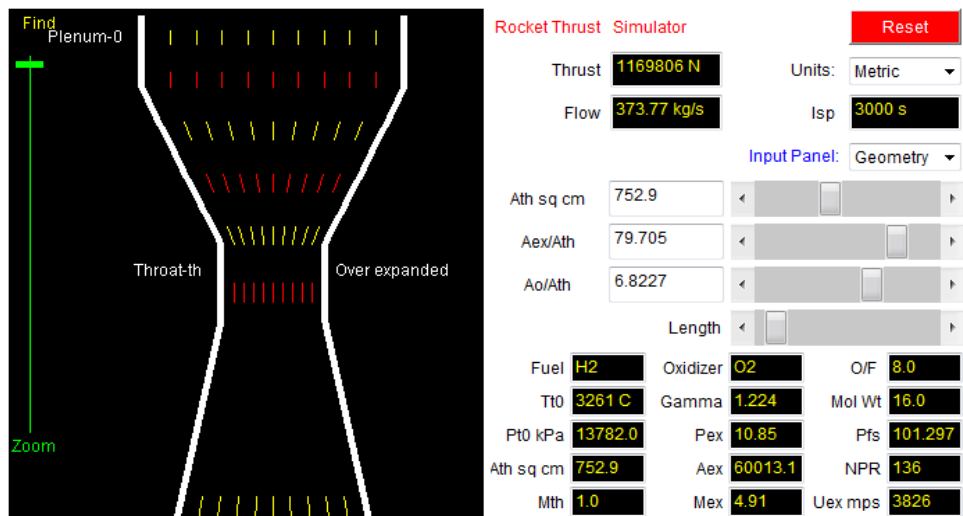 Find
Plenum-0
Throat-th
Over expanded
Zoom
Rocket Thrust Simulator
Reset
Thrust 1169806 N Units: Metric
Flow 373.77 kg/s Isp 3000 s
Input Panel: Geometry
Ath sq cm 752.9
Aex/Ath 79.705
Ao/Ath 6.8227
Length
Fuel H2 Oxidizer O2 O/F 8.0
Tt0 3261 C Gamma 1.224 Mol Wt 16.0
Pt0 kPa 13782.0 Pex 10.85 Pfs 101.297
Ath sq cm 752.9 Aex 60013.1 NPR 136
Mth 1.0 Mex 4.91 Uex mps 3826